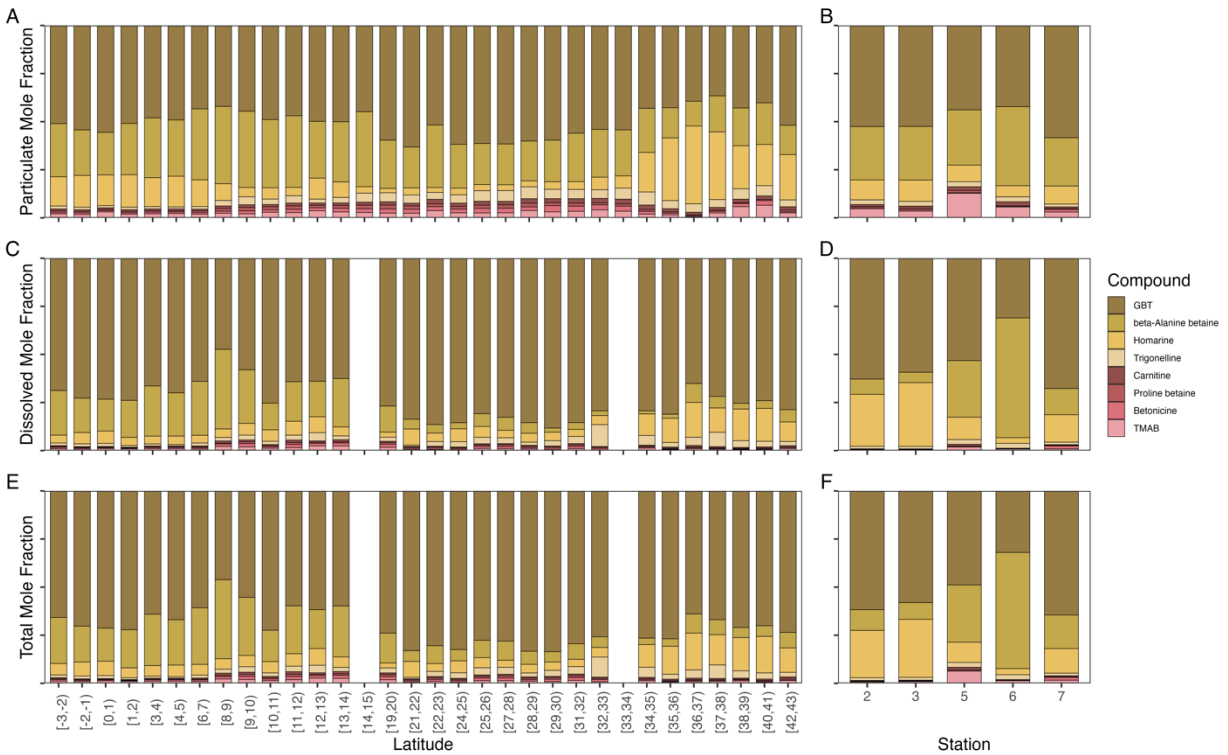 A
B
Particulate Mole Fraction
C
D
Dissolved Mole Fraction
Compound
GBT
beta-Alanine betaine
Homarine
Trigonelline
Carnitine
Proline betaine
Betonicine
TMAB
E
F
Total Mole Fraction
[-3,-2)
[-2,-1)
[0,1)
[1,2)
[3,4)
[4,5)
[6,7)
[8,9)
[9,10)
[10,11)
[11,12)
[12,13)
[13,14)
[14,15)
[19,20)
[21,22)
[22,23)
[24,25)
[25,26)
[27,28)
[28,29)
[29,30)
[31,32)
[32,33)
[33,34)
[34,35)
[35,36)
[36,37)
[37,38)
[38,39)
[40,41)
[42,43)
2 3 5 6 7
Latitude
Station